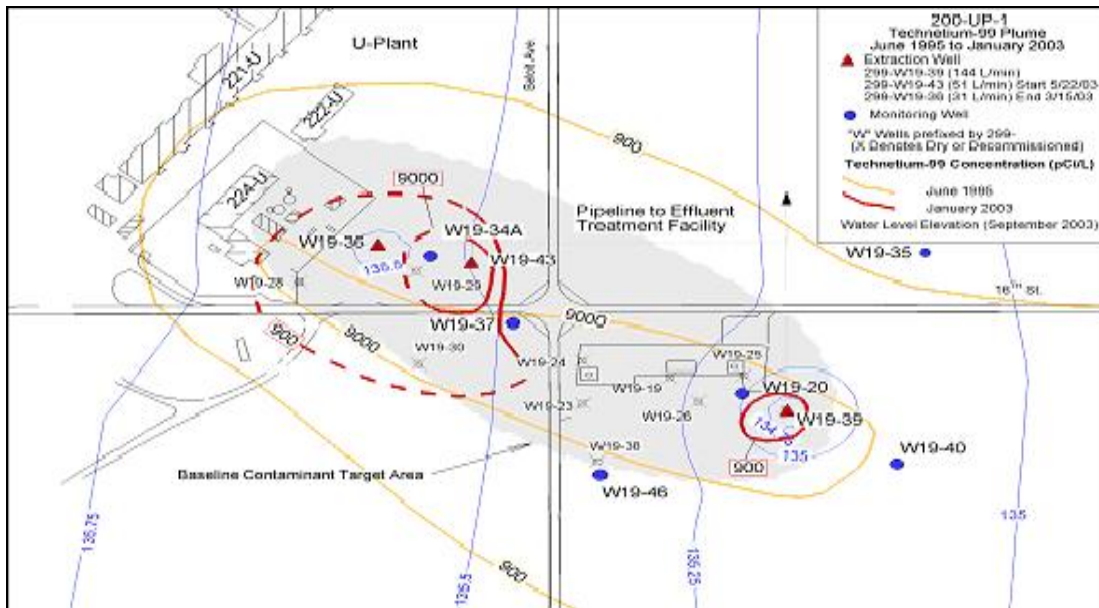 200-UP-1
Technetium-99 Plume
June 1995 to January 2003
Extraction Well
299-W19-39 (144 L/min)
299-W19-43 (51 L/min) Start 5/22/03
299-W19-36 (31 L/min) End 3/15/03
Monitoring Well
"W" Wells prefixed by 299-
Denotes Dry or Decommissioned)
Technetium-99 Concentration (pCi/L)
June 1995
January 2003
Water Level Elevation (September 2003)
U-Plant
221-U
222-U
224-U
Beloit Ave.
900
9000
Pipeline to Effluent
Treatment Facility
W19-34A
W19-36
W19-43
W19-35
135.5
W19-29
W19-28
16TH St.
W19-37
9000
900
9000
W19-30
W19-24
W19-25
W19-19
W19-20
W19-23
W19-26
W19-39
135
W19-38
900
W19-40
Baseline Contaminant Target Area
W19-46
135.75
135.5
135.25
135
900